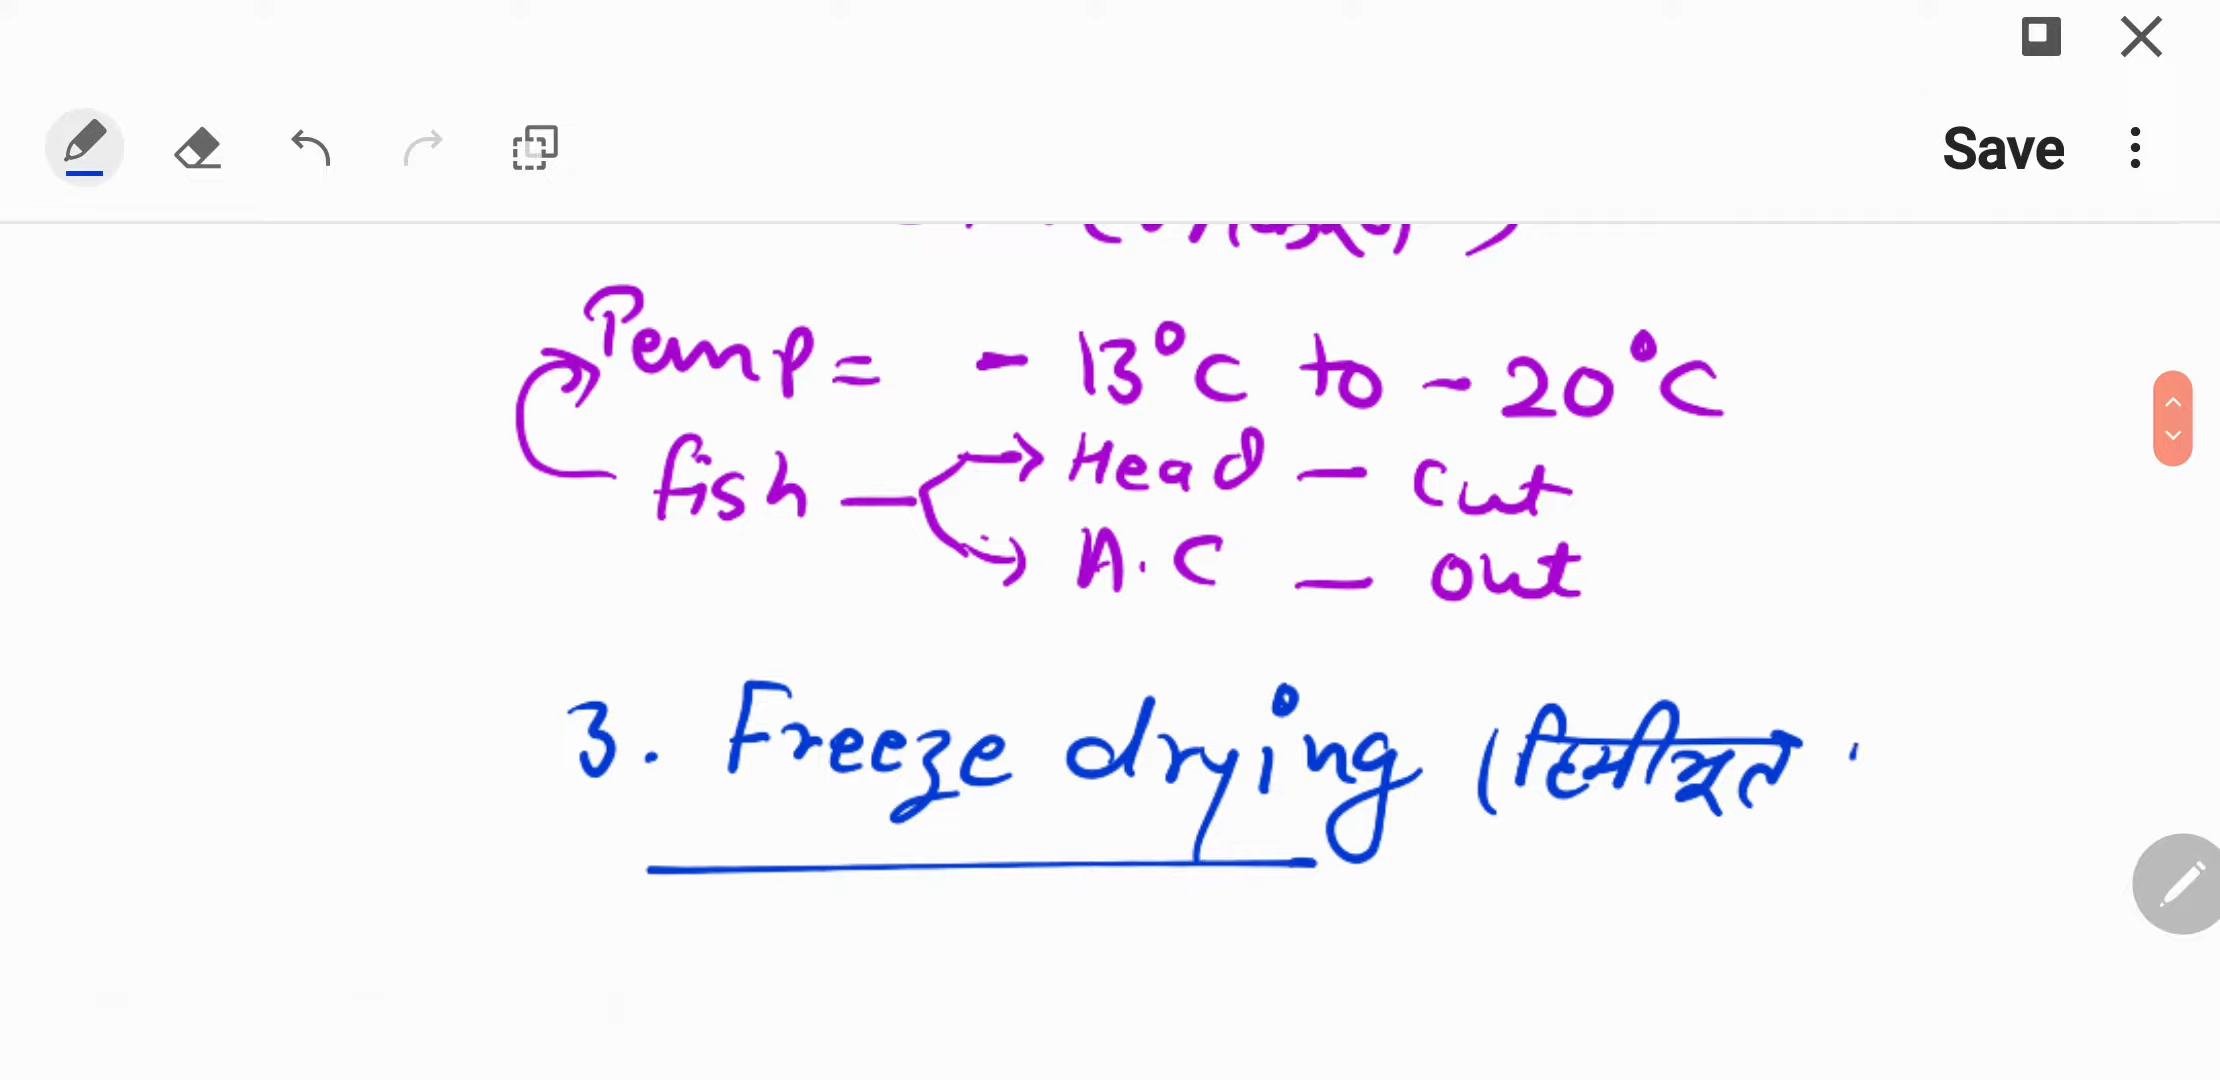 Save
Temp = - 13°C to - 20°C
fish — → Head — cut
→ A.C — out
3. Freeze drying (हिमीभूत